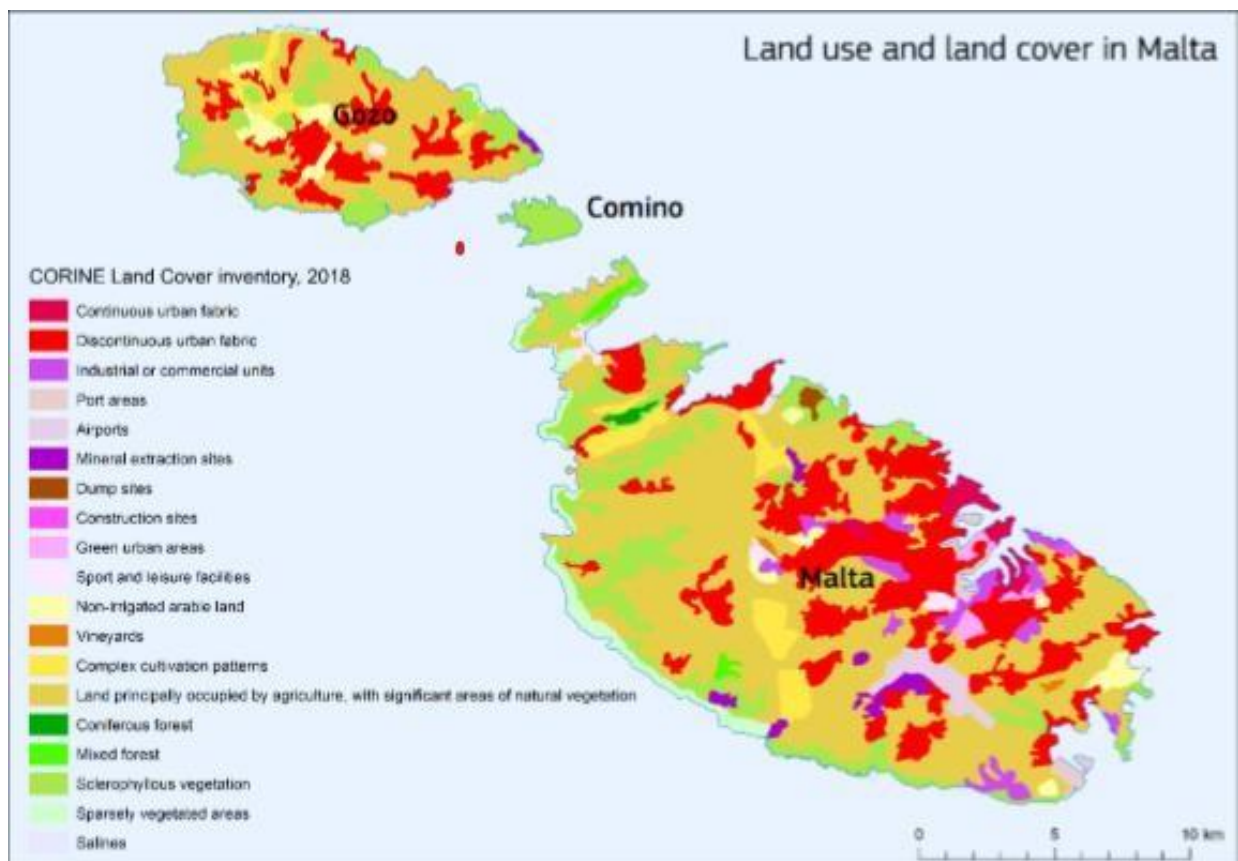 Land use and land cover in Malta
Gozo
Comino
CORINE Land Cover inventory, 2018
Continuous urban fabric
Discontinuous urban fabric
Industrial or commercial units
Port areas
Airports
Mineral extraction sites
Dump sites
Construction sites
Green urban areas
Sport and leisure facilities
Malta
Non-irrigated arable land
Vineyards
Complex cultivation patterns
Land principally occupied by agriculture, with significant areas of natural vegetation
Coniferous forest
Mixed forest
Sclerophyllous vegetation
Sparsely vegetated areas
Salines
0 5 10 km